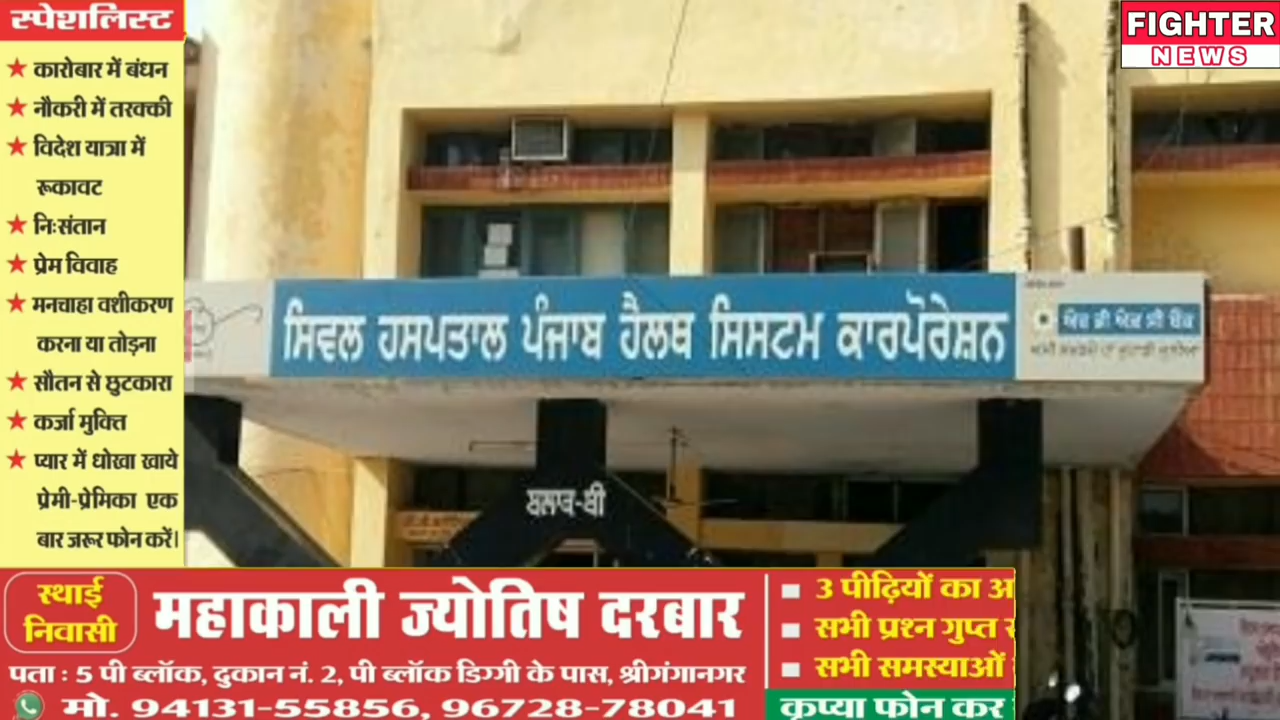 स्पेशलिस्ट
★ कारोबार में बंधन
★ नौकरी में तरक्की
★ विदेश यात्रा में
रूकावट
★ निःसंतान
★ प्रेम विवाह
★ मनचाहा वशीकरण
करना या तोड़ना
★ सौतन से छुटकारा
★ कर्जा मुक्ति
★ प्यार में धोखा खाये
प्रेमी-प्रेमिका एक
बार जरूर फोन करें।
FIGHTER
NEWS
ਸਿਵਲ ਹਸਪਤਾਲ ਪੰਜਾਬ ਹੈਲਥ ਸਿਸਟਮ ਕਾਰਪੋਰੇਸ਼ਨ
ਐਚ ਡੀ ਐਫ ਸੀ ਬੈਂਕ
ਬਲਾਕ-ਬੀ
स्थाई
निवासी
महाकाली ज्योतिष दरबार
पता : 5 पी ब्लॉक, दुकान नं. 2, पी ब्लॉक डिग्गी के पास, श्रीगंगानगर
मो. 94131-55856, 96728-78041
3 पीढ़ियों का
सभी प्रश्न गुप्त
सभी समस्याओं
कृप्या फोन कर